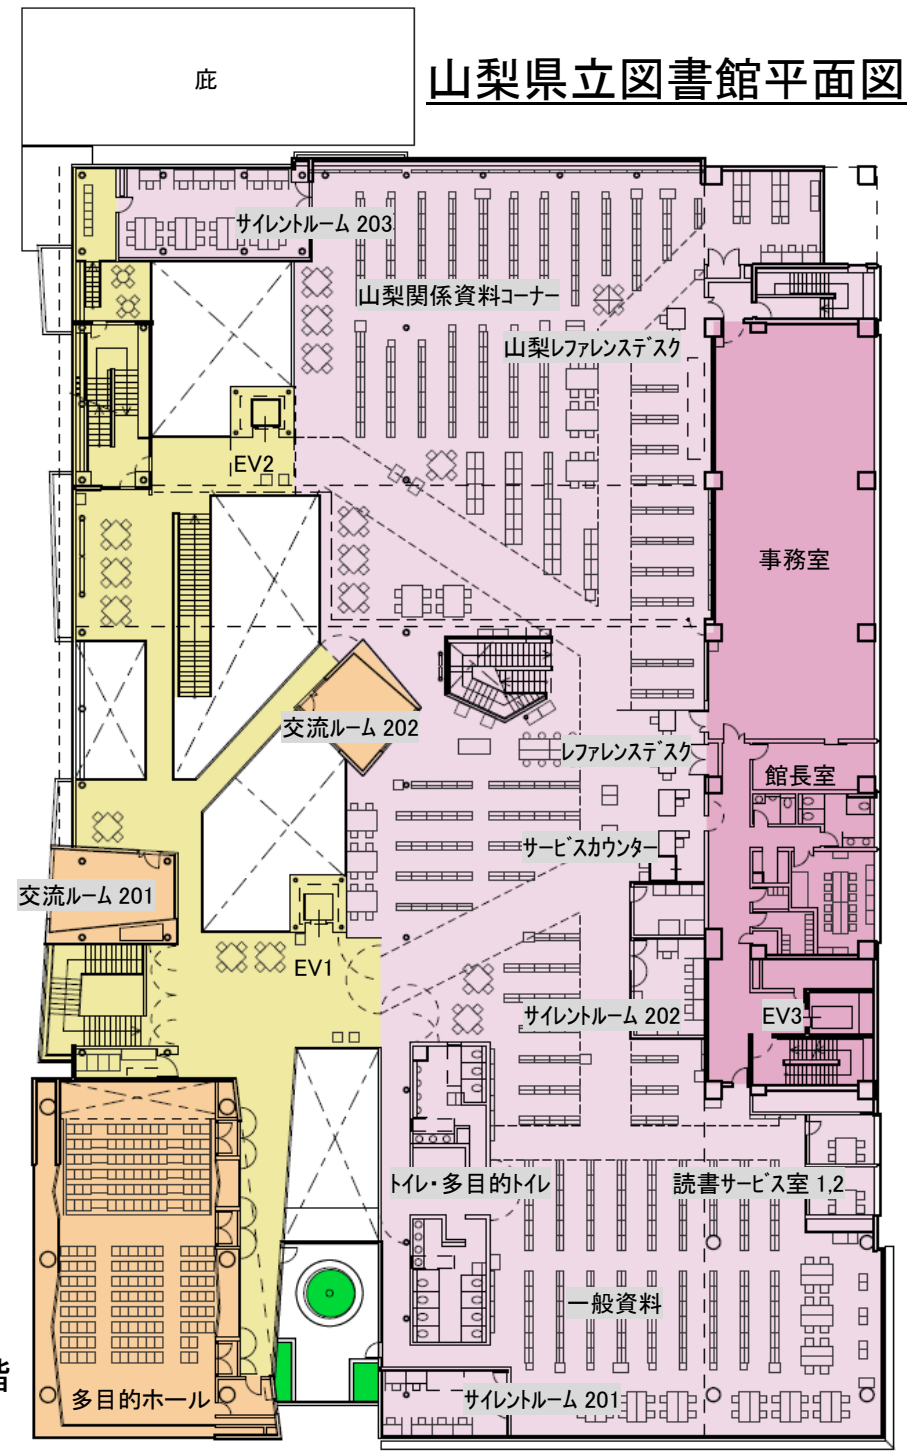 庇
山梨県立図書館平面図
サイレントルーム 203
山梨関係資料コーナー
山梨レファレンスデスク
EV2
事務室
交流ルーム 202
レファレンスデスク
館長室
サービスカウンター
交流ルーム 201
EV1
サイレントルーム 202
EV3
トイレ・多目的トイレ
読書サービス室 1,2
一般資料
階
多目的ホール
サイレントルーム 201